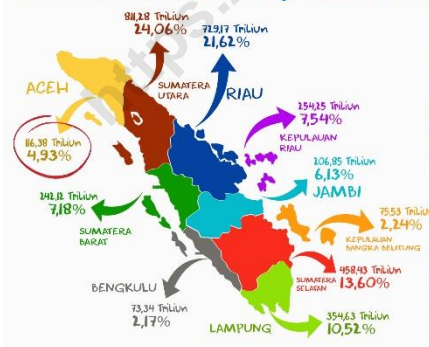 811,28 Triliun
24,06%
729,17 Triliun
21,62%
ACEH
SUMATERA
UTARA
RIAU
254,25 Triliun
7,54%
KEPULAUAN
RIAU
116,38 Triliun
4,93%
206,85 Triliun
6,13%
JAMBI
242,12 Triliun
7,18%
SUMATERA
BARAT
75,53 Triliun
2,24%
KEPULAUAN
BANGKA BELITUNG
BENGKULU
73,34 Triliun
2,17%
SUMATERA
SELATAN
458,43 Triliun
13,60%
LAMPUNG
354,63 Triliun
10,52%
https: